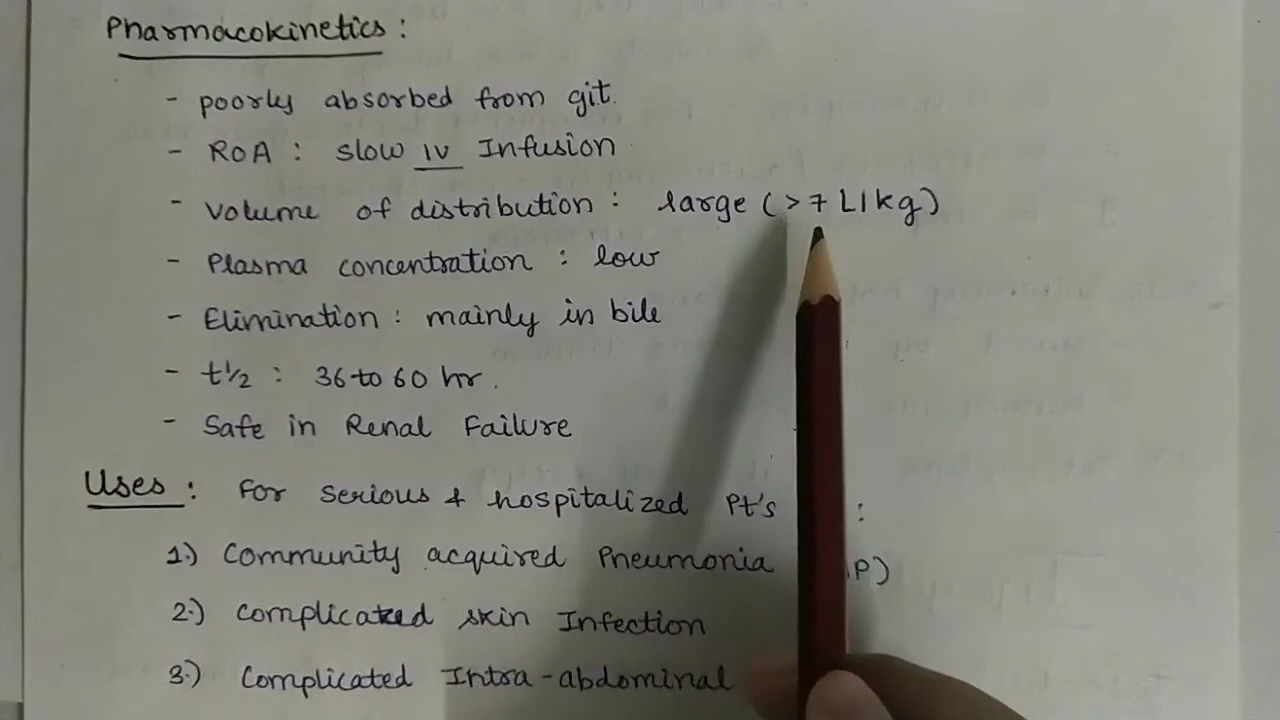 Pharmacokinetics :
- poorly absorbed from git.
- ROA : slow IV Infusion
- volume of distribution : large (>7 L/kg)
- Plasma concentration : low
- Elimination : mainly in bile
- t½ : 36 to 60 hr.
- Safe in Renal Failure
Uses : For serious & hospitalized Pt's :
1.) Community acquired Pneumonia P)
2.) Complicated skin Infection
3.) Complicated Intra-abdominal